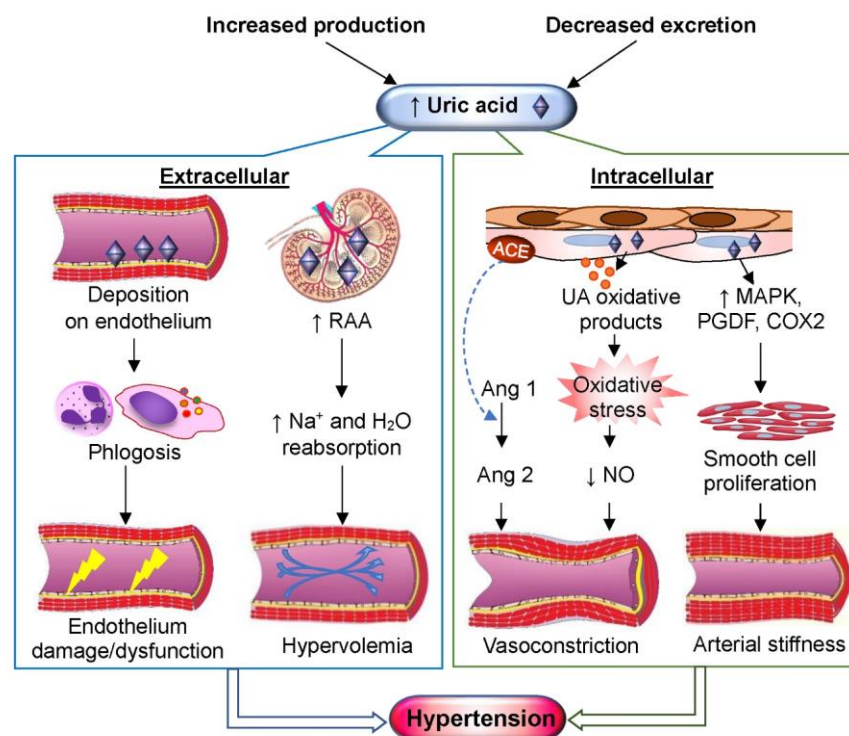 Increased production
Decreased excretion
↑ Uric acid
Extracellular
Deposition
on endothelium
Phlogosis
Endothelium
damage/dysfunction
↑ RAA
↑ Na⁺ and H₂O
reabsorption
Hypervolemia
Intracellular
ACE
Ang 1
Ang 2
UA oxidative
products
Oxidative
stress
↓ NO
Vasoconstriction
↑ MAPK,
PGDF, COX2
Smooth cell
proliferation
Arterial stiffness
Hypertension